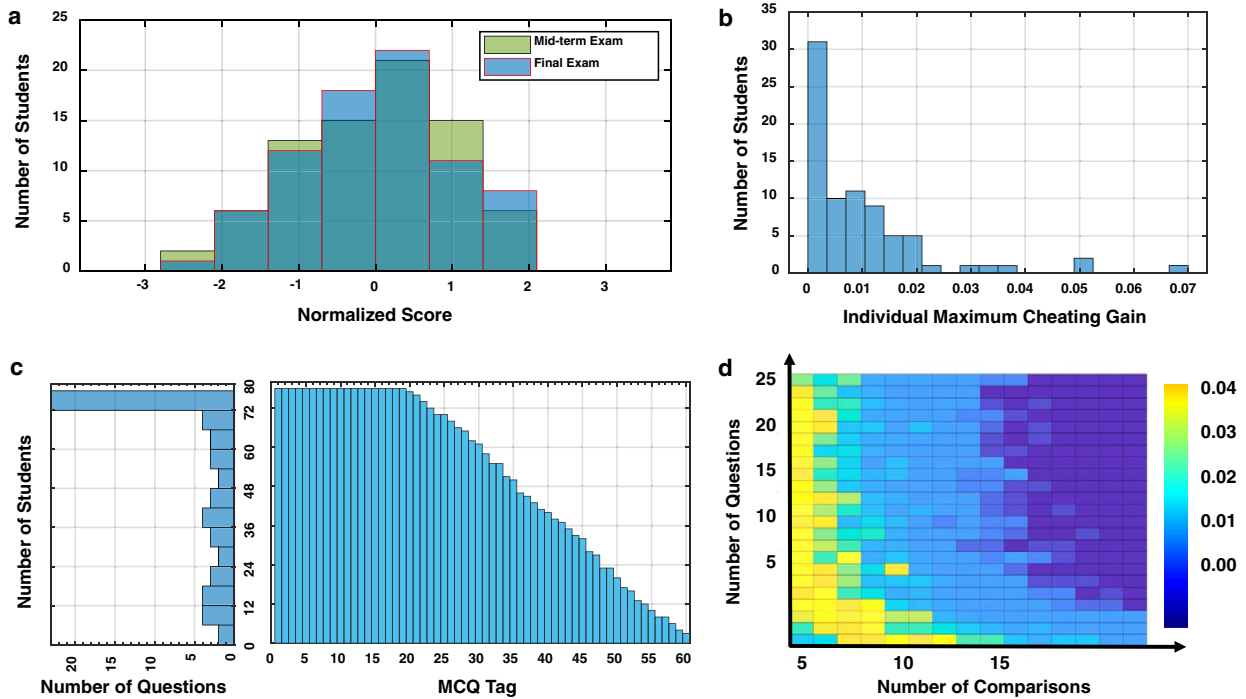 a
25
20
15
10
5
0
Number of Students
Mid-term Exam
Final Exam
-3 -2 -1 0 1 2 3
Normalized Score
b
35
30
25
20
15
10
5
0
Number of Students
0 0.01 0.02 0.03 0.04 0.05 0.06 0.07
Individual Maximum Cheating Gain
c
Number of Students
20 15 10 5 0
Number of Questions
80
72
60
48
36
24
12
0
0 5 10 15 20 25 30 35 40 45 50 55 60
MCQ Tag
d
25
20
15
10
5
Number of Questions
5 10 15
Number of Comparisons
0.04
0.03
0.02
0.01
0.00